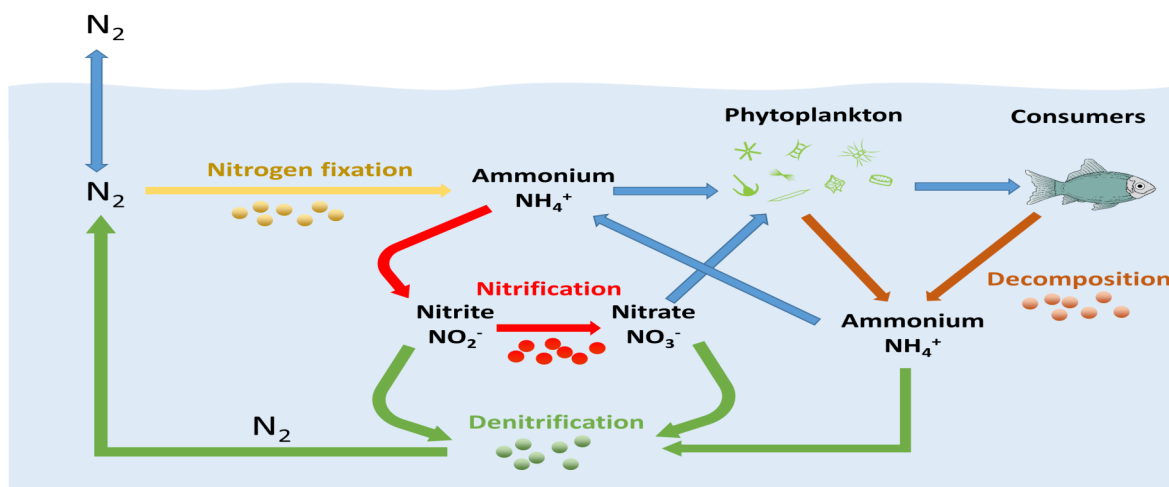 N₂
Phytoplankton
Consumers
Nitrogen fixation
N₂
Ammonium
NH₄⁺
Decomposition
Nitrification
Nitrite
NO₂⁻
Nitrate
NO₃⁻
Ammonium
NH₄⁺
Denitrification
N₂